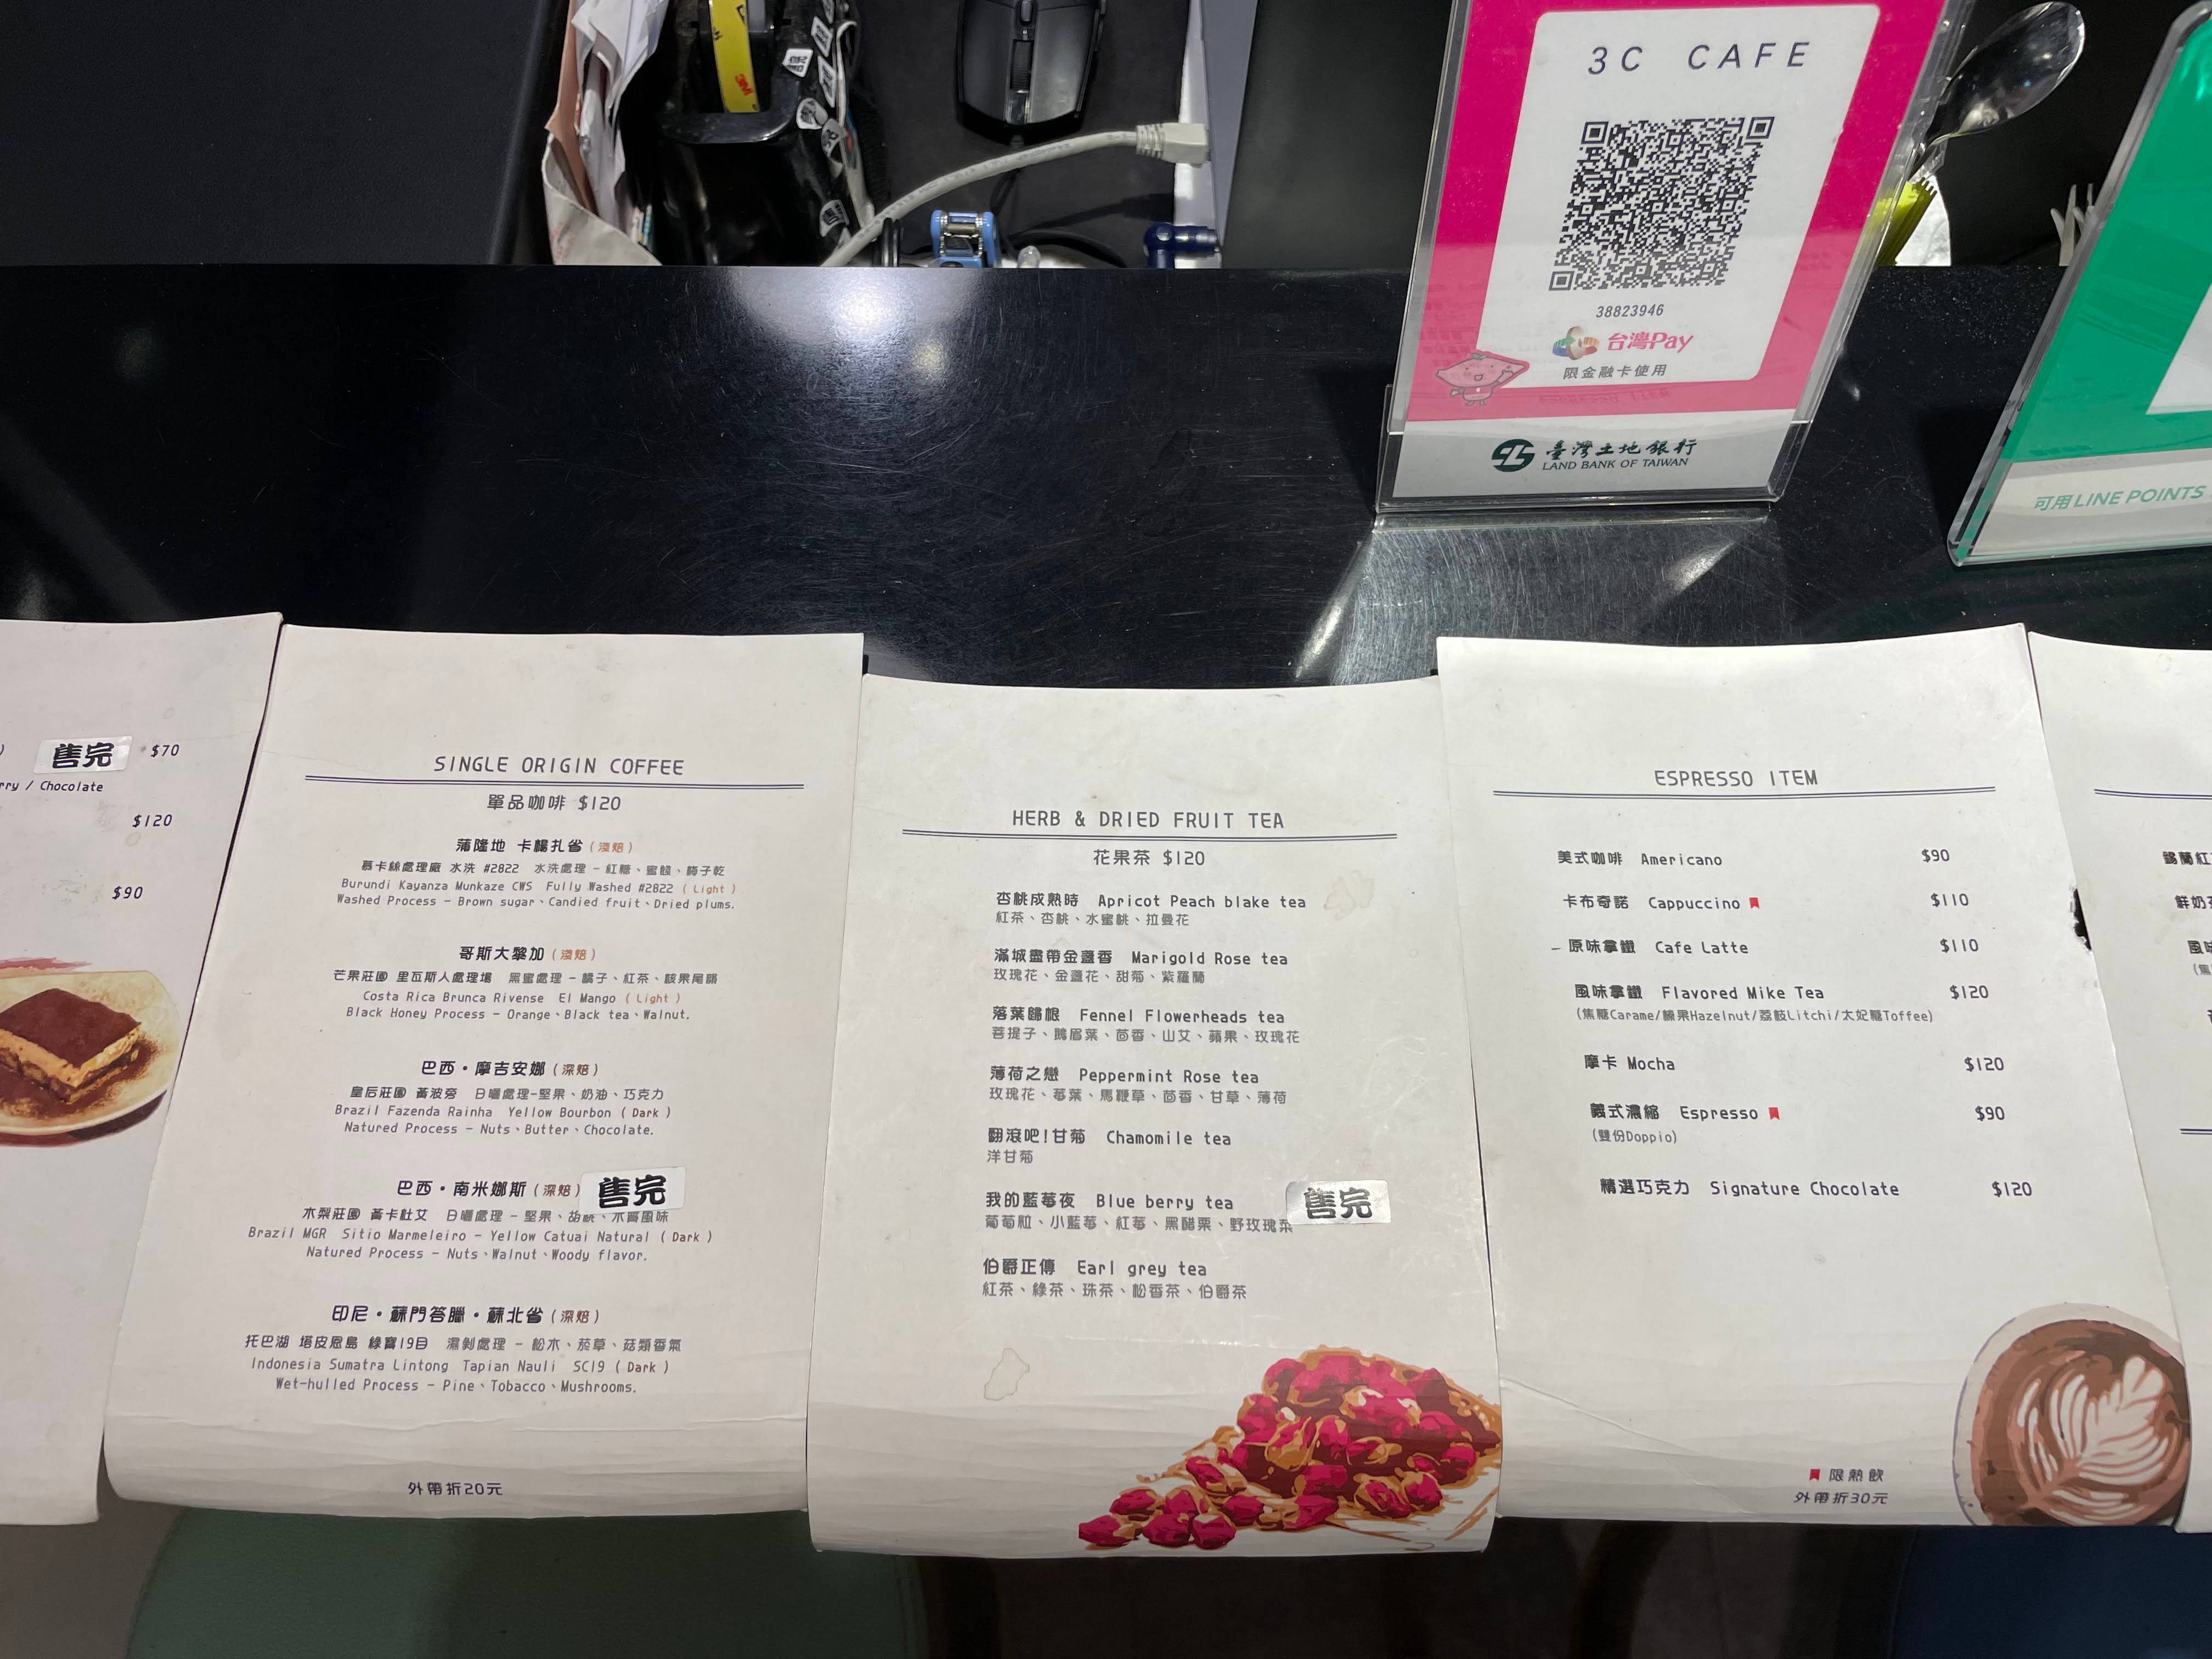 3M
3C CAFE
38823946
台灣Pay
限金融卡使用
臺灣土地銀行
LAND BANK OF TAIWAN
可用LINE POINTS
售完 $70
/ Chocolate
$120
$90
SINGLE ORIGIN COFFEE
單品咖啡 $120
蒲隆地 卡楊扎省 (淺焙)
慕卡絲處理廠 水洗 #2822 水洗處理 - 紅糖、蜜餞、梅子乾
Burundi Kayanza Munkaze CWS Fully Washed #2822 ( Light )
Washed Process - Brown sugar、Candied fruit、Dried plums.
哥斯大黎加 (淺焙)
芒果莊園 里瓦斯人處理場 黑蜜處理 - 橘子、紅茶、核果尾韻
Costa Rica Brunca Rivense El Mango ( Light )
Black Honey Process - Orange、Black tea、Walnut.
巴西・摩吉安娜 (深焙)
皇后莊園 黃波旁 日曬處理-堅果、奶油、巧克力
Brazil Fazenda Rainha Yellow Bourbon ( Dark )
Natured Process - Nuts、Butter、Chocolate.
巴西・南米娜斯 (深焙) 售完
木梨莊園 黃卡杜艾 日曬處理 - 堅果、胡桃、木質風味
Brazil MGR Sitio Marmeleiro - Yellow Catuai Natural ( Dark )
Natured Process - Nuts、Walnut、Woody flavor.
印尼・蘇門答臘・蘇北省 (深焙)
托巴湖 塔皮恩島 綠寶19目 濕剝處理 - 松木、菸草、菇類香氣
Indonesia Sumatra Lintong Tapian Nauli SC19 ( Dark )
Wet-hulled Process - Pine、Tobacco、Mushrooms.
外帶折20元
HERB & DRIED FRUIT TEA
花果茶 $120
杏桃成熟時 Apricot Peach blake tea
紅茶、杏桃、水蜜桃、拉曼花
滿城盡帶金盞香 Marigold Rose tea
玫瑰花、金盞花、甜菊、紫羅蘭
落葉歸根 Fennel Flowerheads tea
菩提子、鵝眉葉、茴香、山艾、蘋果、玫瑰花
薄荷之戀 Peppermint Rose tea
玫瑰花、莓葉、馬鞭草、茴香、甘草、薄荷
翻滾吧!甘菊 Chamomile tea
洋甘菊
我的藍莓夜 Blue berry tea 售完
葡萄粒、小藍莓、紅莓、黑醋栗、野玫瑰果
伯爵正傳 Earl grey tea
紅茶、綠茶、珠茶、松香茶、伯爵茶
ESPRESSO ITEM
美式咖啡 Americano $90
卡布奇諾 Cappuccino $110
原味拿鐵 Cafe Latte $110
風味拿鐵 Flavored Mike Tea $120
(焦糖Carame/榛果Hazelnut/荔枝Litchi/太妃糖Toffee)
摩卡 Mocha $120
義式濃縮 Espresso $90
(雙份Doppio)
精選巧克力 Signature Chocolate $120
限熱飲
外帶折30元
錫蘭紅
鮮奶
風味
(焦